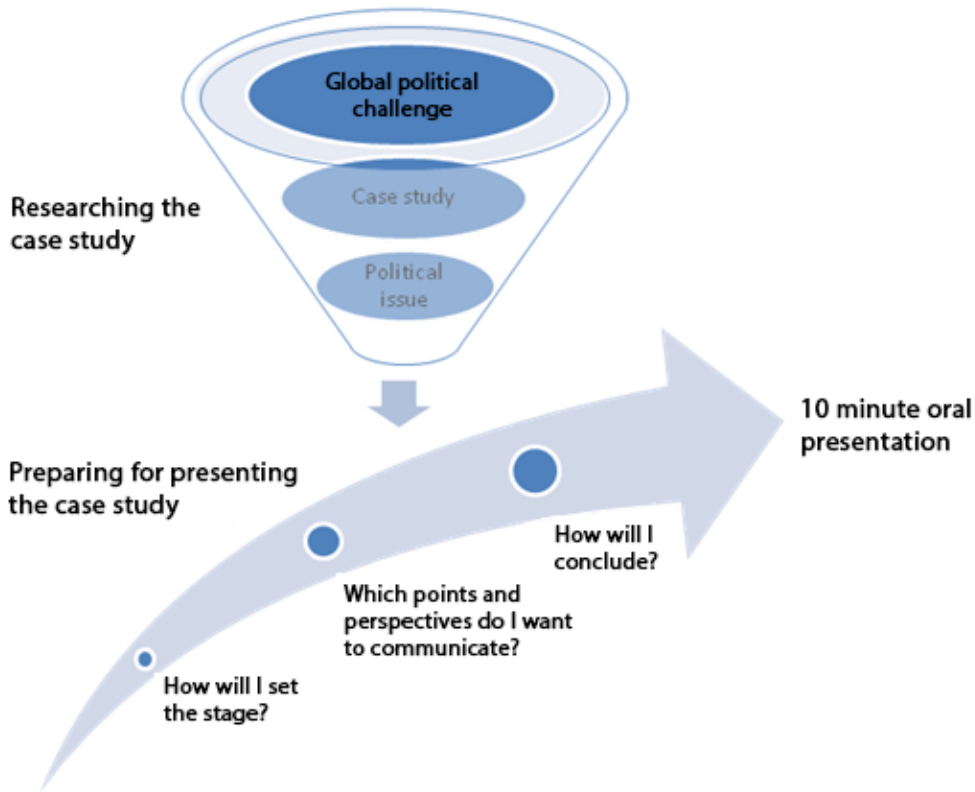 Global political
challenge
Case study
Political
issue
Researching the
case study
10 minute oral
presentation
Preparing for presenting
the case study
How will I
conclude?
Which points and
perspectives do I want
to communicate?
How will I set
the stage?